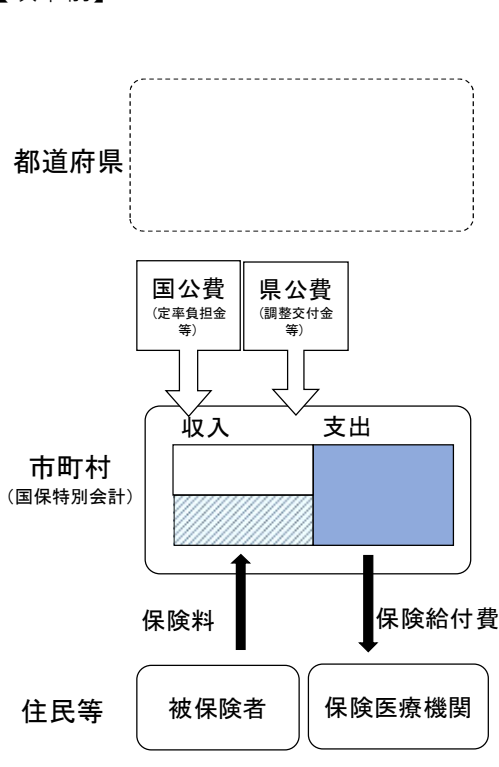 都道府県
国公費
（定率負担金
等）
県公費
（調整交付金
等）
収入
支出
市町村
（国保特別会計）
保険料
保険給付費
住民等
被保険者
保険医療機関